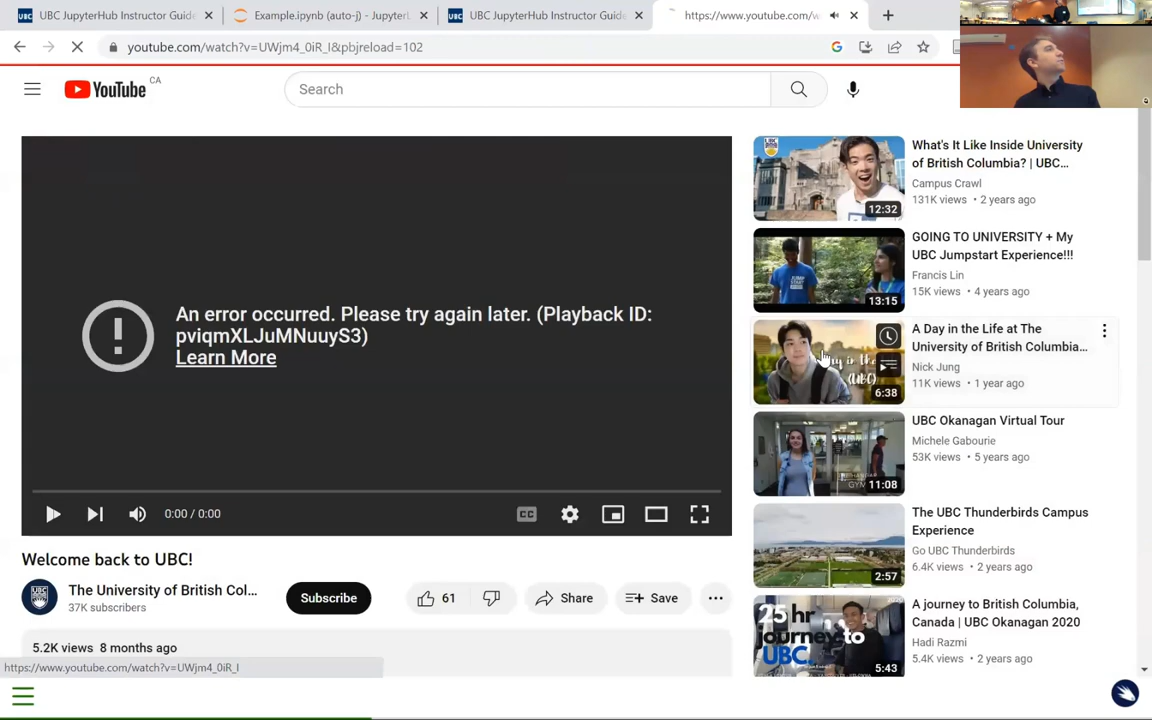 UBC JupyterHub Instructor Guide
Example.ipynb (auto-j) - Jupyter
UBC JupyterHub Instructor Guide
https://www.youtube.com/w
youtube.com/watch?v=UWjm4_0iR_I&pbjreload=102
YouTube CA
Search
An error occurred. Please try again later. (Playback ID:
pviqmXLJuMNuuyS3)
Learn More
0:00 / 0:00
CC
Welcome back to UBC!
The University of British Col...
37K subscribers
Subscribe
61
Share
Save
5.2K views 8 months ago
12:32
What's It Like Inside University
of British Columbia? | UBC...
Campus Crawl
131K views • 2 years ago
13:15
GOING TO UNIVERSITY + My
UBC Jumpstart Experience!!!
Francis Lin
15K views • 4 years ago
(UBC)
6:38
A Day in the Life at The
University of British Columbia...
Nick Jung
11K views • 1 year ago
11:08
UBC Okanagan Virtual Tour
Michele Gabourie
53K views • 5 years ago
2:57
The UBC Thunderbirds Campus
Experience
Go UBC Thunderbirds
6.4K views • 2 years ago
25 hr
journey to
UBC.
5:43
A journey to British Columbia,
Canada | UBC Okanagan 2020
Hadi Razmi
5.4K views • 2 years ago
https://www.youtube.com/watch?v=UWjm4_0iR_I